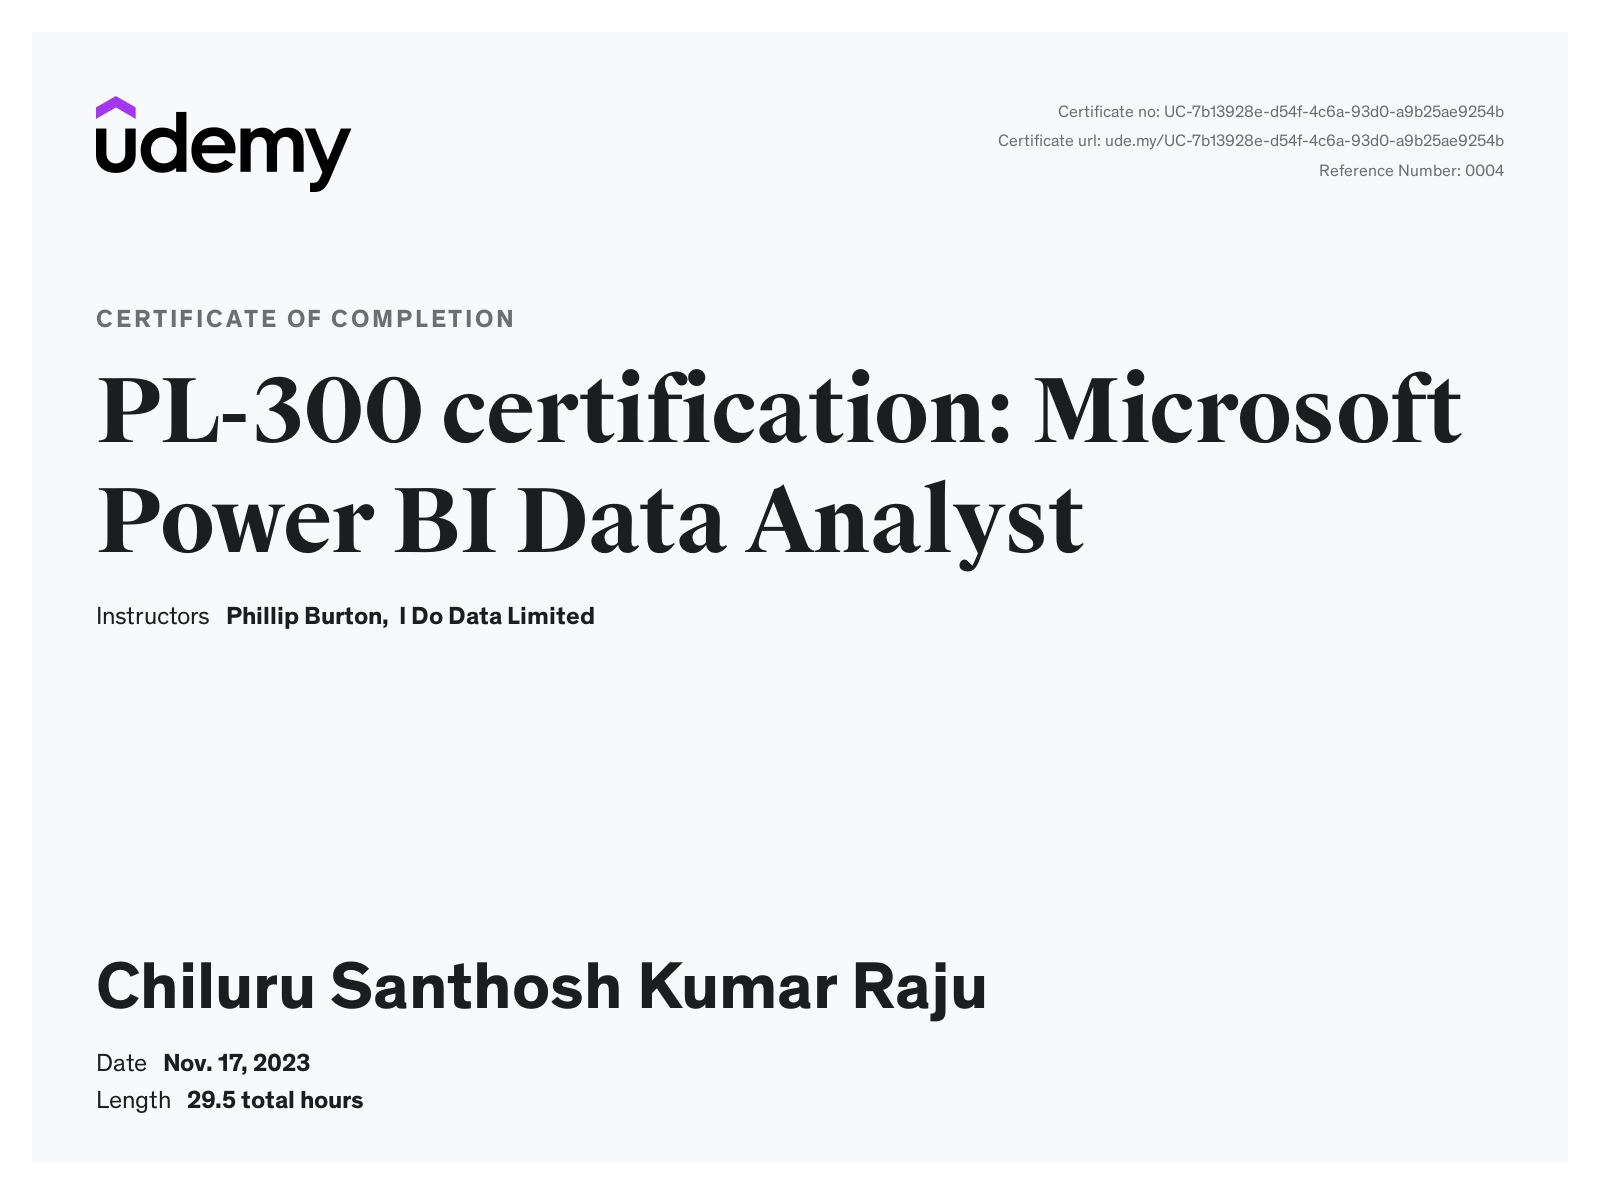 udemy
Certificate no: UC-7b13928e-d54f-4c6a-93d0-a9b25ae9254b
Certificate url: ude.my/UC-7b13928e-d54f-4c6a-93d0-a9b25ae9254b
Reference Number: 0004
CERTIFICATE OF COMPLETION
PL-300 certification: Microsoft
Power BI Data Analyst
Instructors Phillip Burton, I Do Data Limited
Chiluru Santhosh Kumar Raju
Date Nov. 17, 2023
Length 29.5 total hours